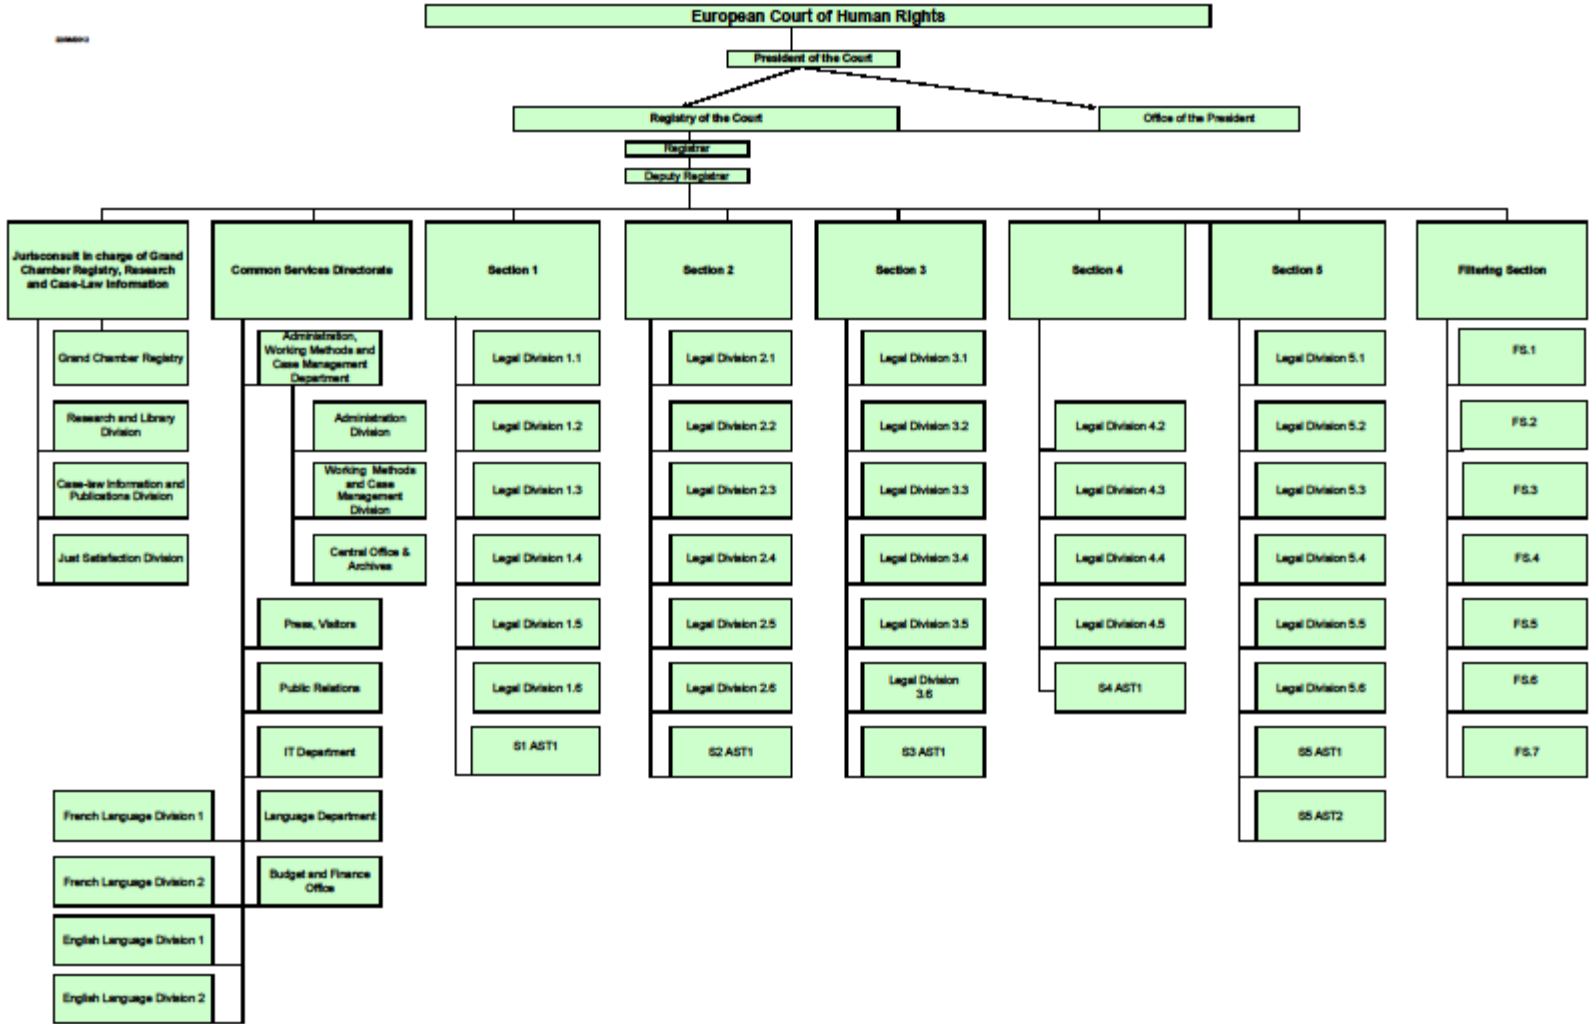 European Court of Human Rights
President of the Court
Registry of the Court
Office of the President
Registrar
Deputy Registrar
Jurisconsult in charge of Grand
Chamber Registry, Research
and Case-Law Information
Common Services Directorate
Section 1
Section 2
Section 3
Section 4
Section 5
Filtering Section
Grand Chamber Registry
Research and Library
Division
Case-law Information and
Publications Division
Just Satisfaction Division
Administration,
Working Methods and
Case Management
Department
Administration
Division
Working Methods
and Case
Management
Division
Central Office &
Archives
Press, Visitors
Public Relations
IT Department
Language Department
Budget and Finance
Office
French Language Division 1
French Language Division 2
English Language Division 1
English Language Division 2
Legal Division 1.1
Legal Division 1.2
Legal Division 1.3
Legal Division 1.4
Legal Division 1.5
Legal Division 1.6
S1 AST1
Legal Division 2.1
Legal Division 2.2
Legal Division 2.3
Legal Division 2.4
Legal Division 2.5
Legal Division 2.6
S2 AST1
Legal Division 3.1
Legal Division 3.2
Legal Division 3.3
Legal Division 3.4
Legal Division 3.5
Legal Division
3.6
S3 AST1
Legal Division 4.2
Legal Division 4.3
Legal Division 4.4
Legal Division 4.5
S4 AST1
Legal Division 5.1
Legal Division 5.2
Legal Division 5.3
Legal Division 5.4
Legal Division 5.5
Legal Division 5.6
S5 AST1
S5 AST2
FS.1
FS.2
FS.3
FS.4
FS.5
FS.6
FS.7